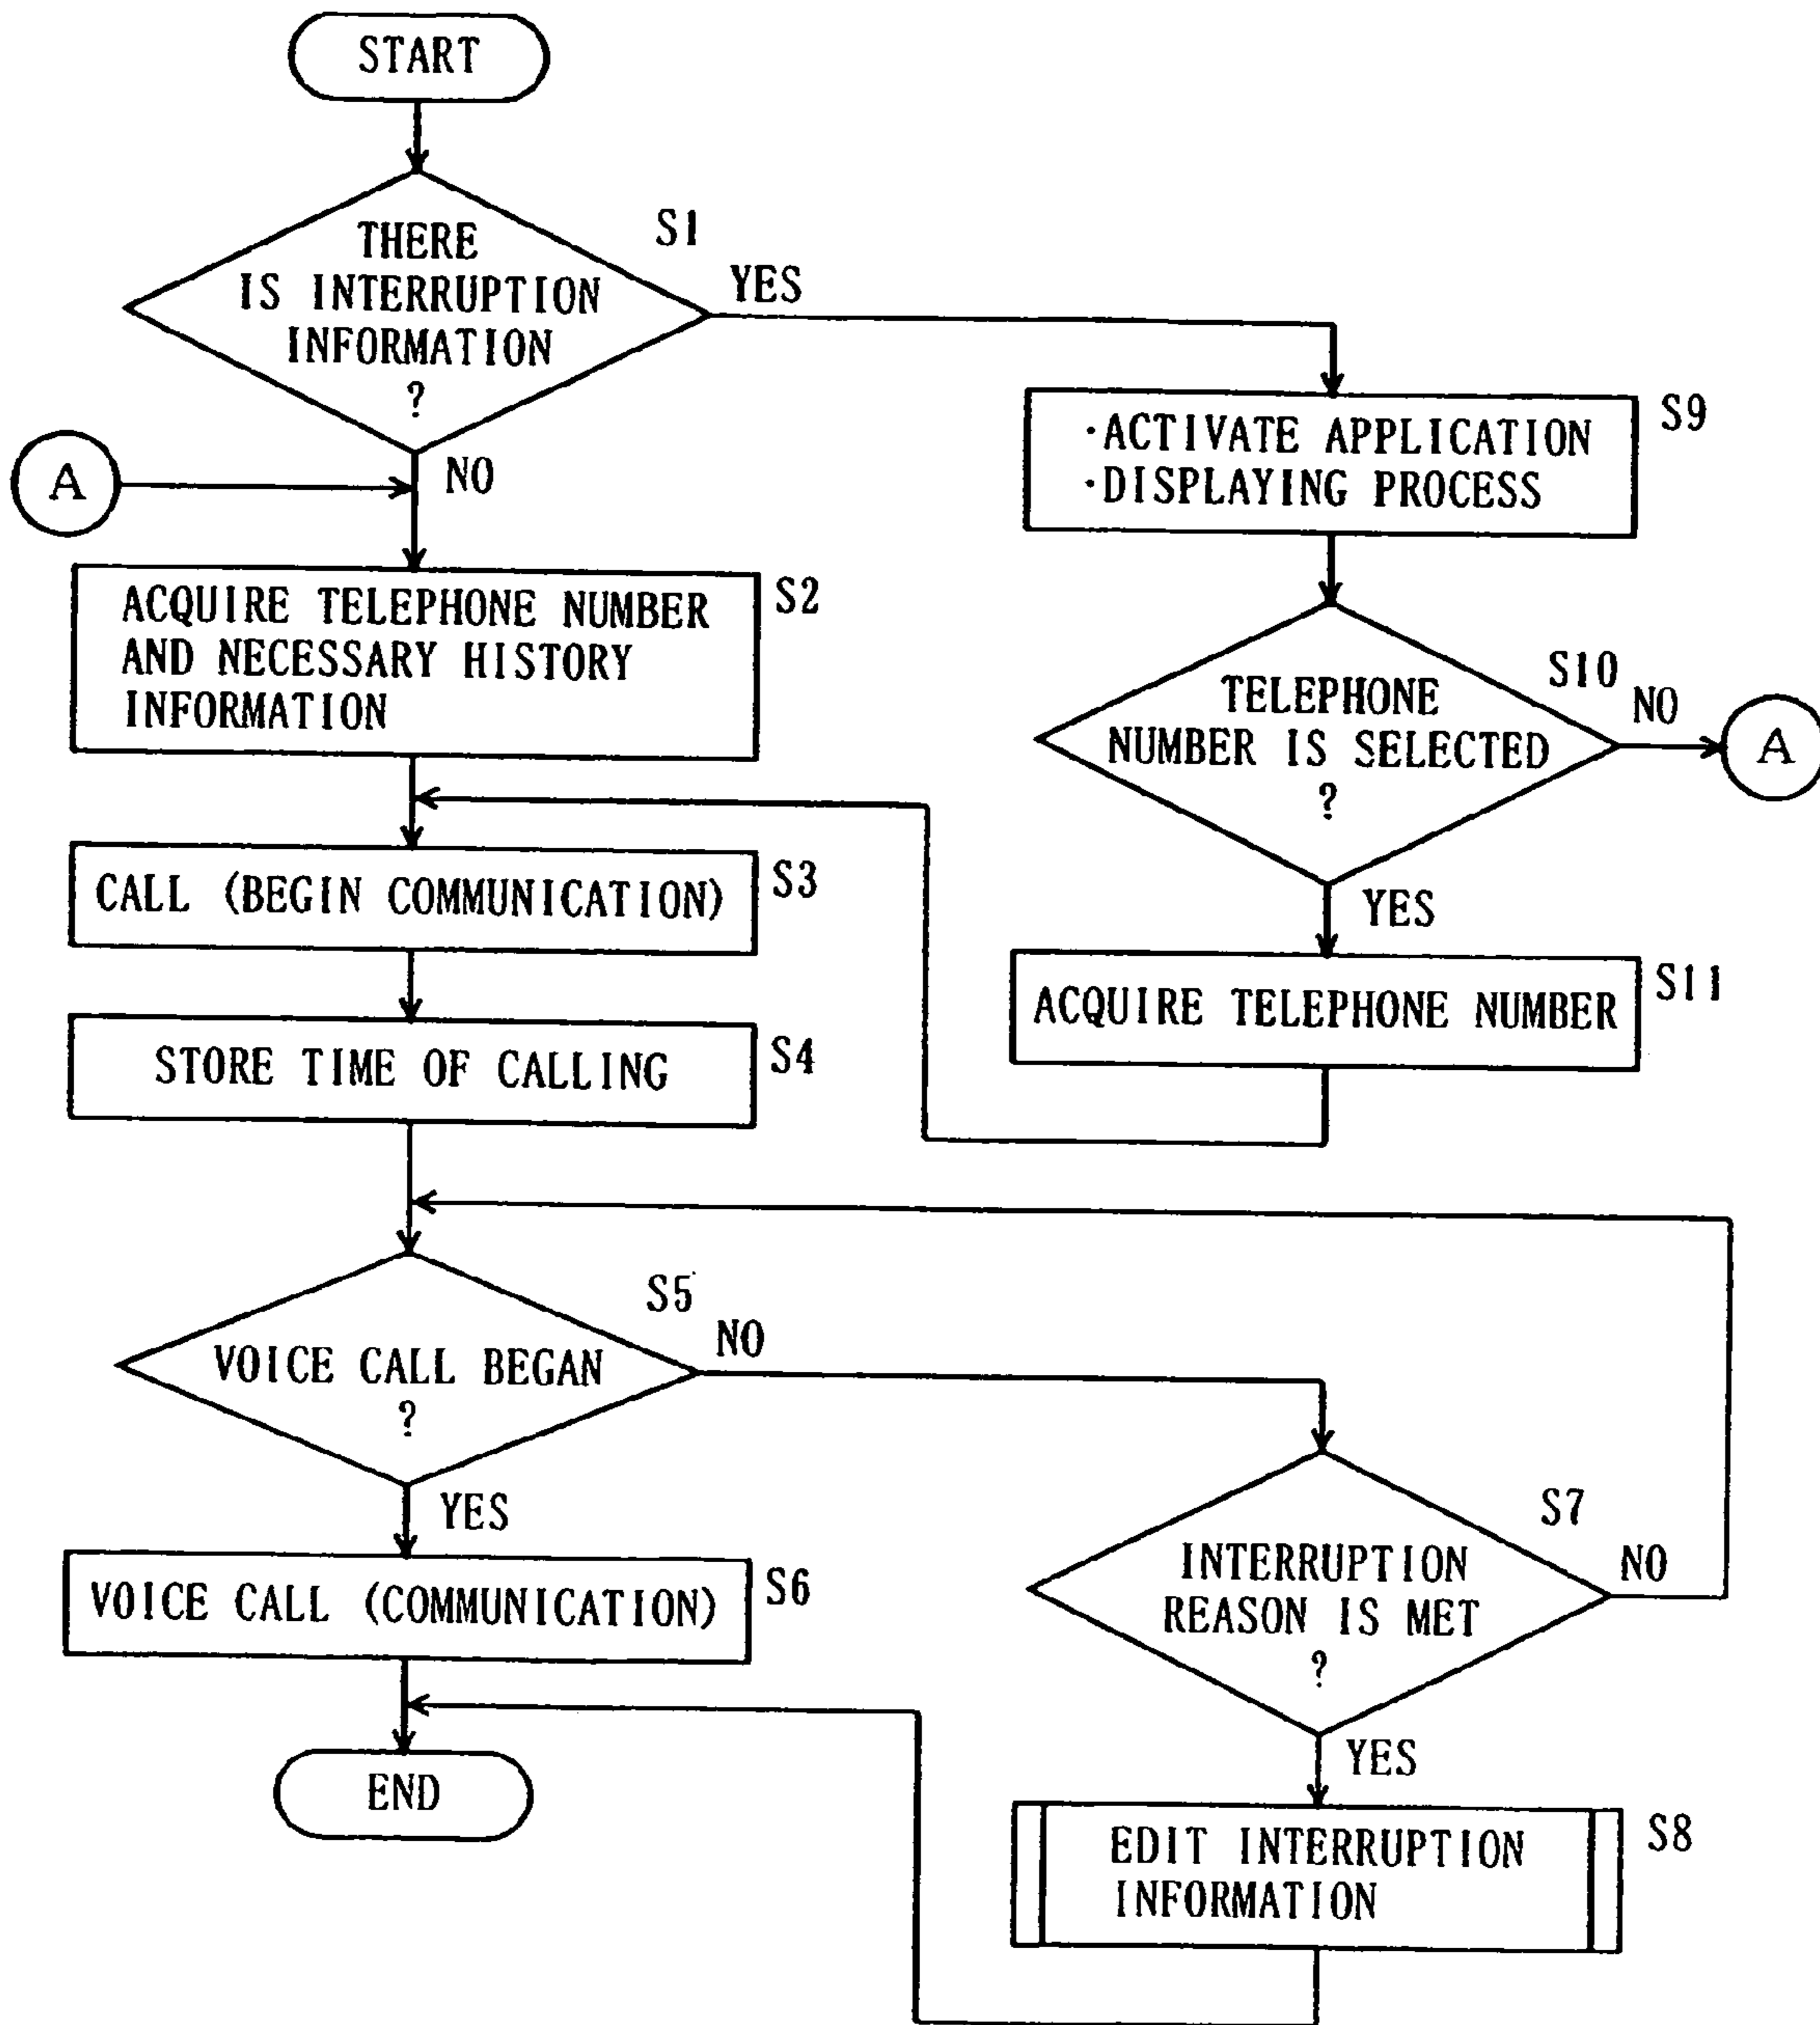 START
S1
THERE
IS INTERRUPTION
INFORMATION
?
YES
NO
A
S2
ACQUIRE TELEPHONE NUMBER
AND NECESSARY HISTORY
INFORMATION
S3
CALL (BEGIN COMMUNICATION)
S4
STORE TIME OF CALLING
S5
VOICE CALL BEGAN
?
NO
YES
S6
VOICE CALL (COMMUNICATION)
END
S9
·ACTIVATE APPLICATION
·DISPLAYING PROCESS
S10
TELEPHONE
NUMBER IS SELECTED
?
NO
A
YES
S11
ACQUIRE TELEPHONE NUMBER
S7
INTERRUPTION
REASON IS MET
?
NO
YES
S8
EDIT INTERRUPTION
INFORMATION